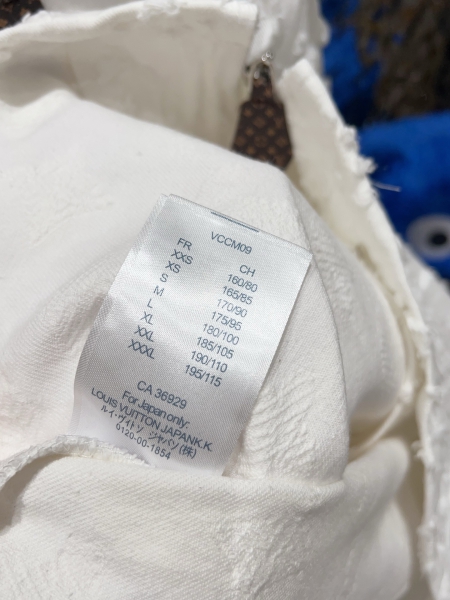 VCCM09
FR CH
XXS 160/80
XS 165/85
S 170/90
M 175/95
L 180/100
XL 185/105
XXL 190/110
XXXL 195/115
CA 36929
For Japan only:
LOUIS VUITTON JAPAN K.K.
ルイ・ヴィトン ジャパン(株)
0120-00-1854